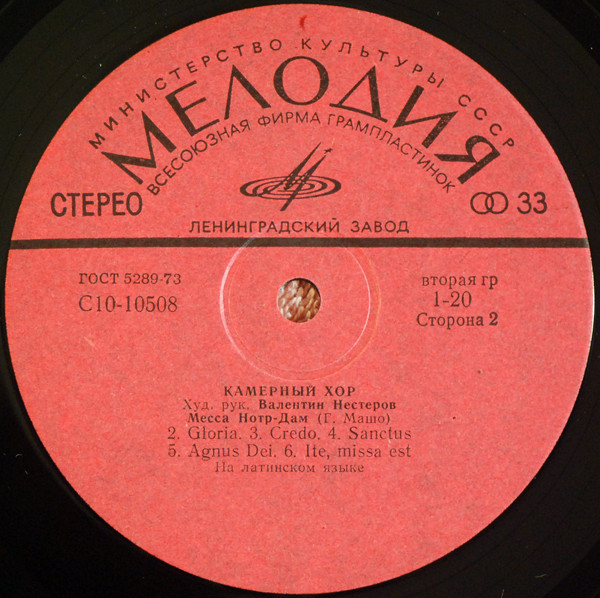 МИНИСТЕРСТВО КУЛЬТУРЫ СССР
МЕЛОДИЯ
ВСЕСОЮЗНАЯ ФИРМА ГРАМПЛАСТИНОК
СТЕРЕО
33
ЛЕНИНГРАДСКИЙ ЗАВОД
ГОСТ 5289-73
С10-10508
вторая гр
1-20
Сторона 2
КАМЕРНЫЙ ХОР
Худ. рук. Валентин Нестеров
Месса Нотр-Дам (Г. Машо)
2. Gloria. 3. Credo. 4. Sanctus
5. Agnus Dei. 6. Ite, missa est
На латинском языке